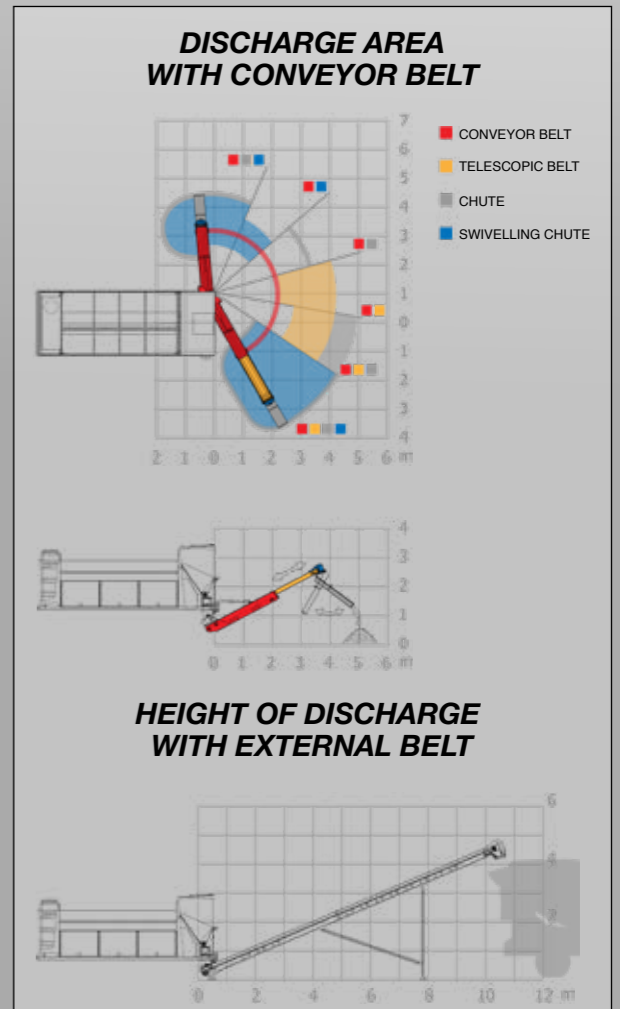 DISCHARGE AREA
WITH CONVEYOR BELT
7
6
5
4
3
2
1
0
1
2
3
4
2 1 0 1 2 3 4 5 6 m
CONVEYOR BELT
TELESCOPIC BELT
CHUTE
SWIVELLING CHUTE
4
3
2
1
0
0 1 2 3 4 5 6 m
HEIGHT OF DISCHARGE
WITH EXTERNAL BELT
6
4
0 2 4 6 8 10 12 m